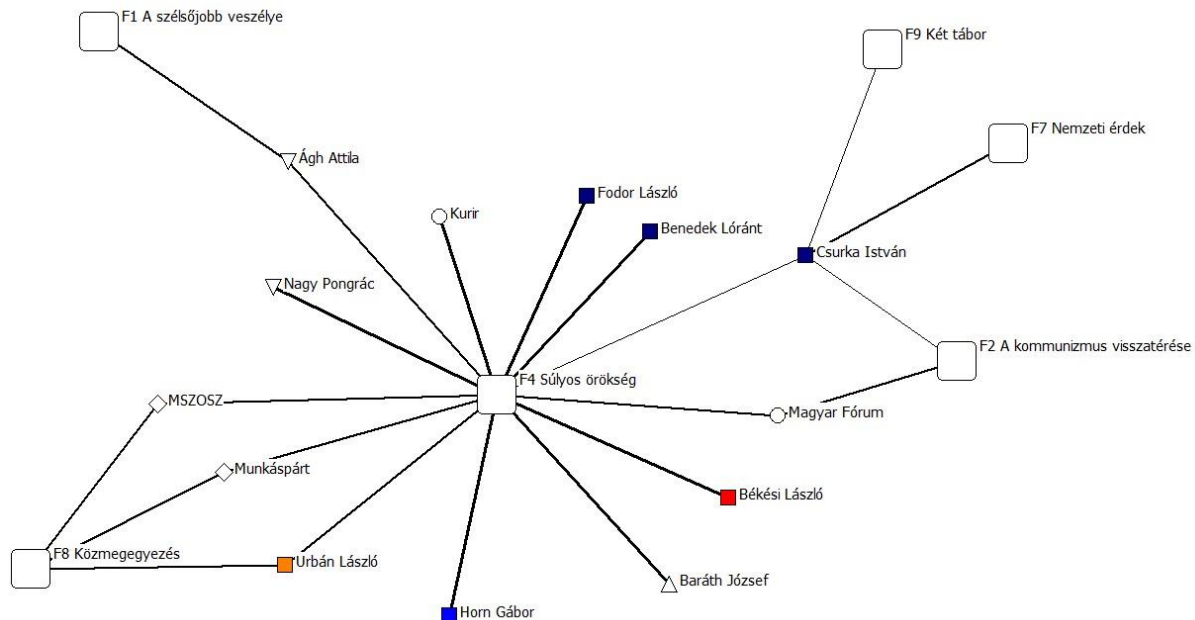 F1 A szélsőjobb veszélye
F9 Két tábor
F7 Nemzeti érdek
Ágh Attila
Fodor László
Kurir
Benedek Lóránt
Csurka István
Nagy Pongrác
F2 A kommunizmus visszatérése
F4 Súlyos örökség
MSZOSZ
Magyar Fórum
Munkáspárt
Békési László
F8 Közmegegyezés
Urbán László
Baráth József
Horn Gábor